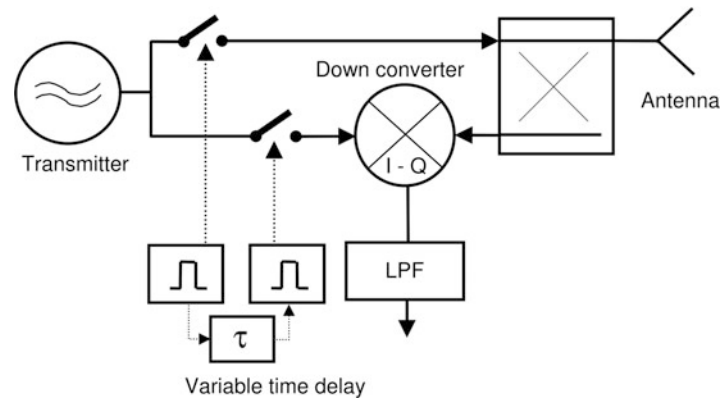 Down converter
Antenna
Transmitter
I - Q
LPF
τ
Variable time delay